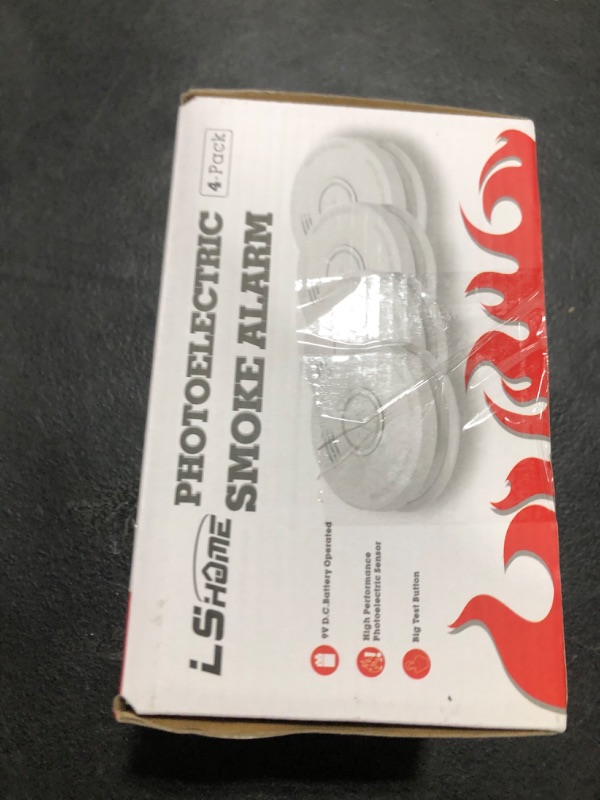 LSHOME
PHOTOELECTRIC
4-Pack
SMOKE ALARM
9V D.C.Battery Operated
High Performance
Photoelectric Sensor
Big Test Button